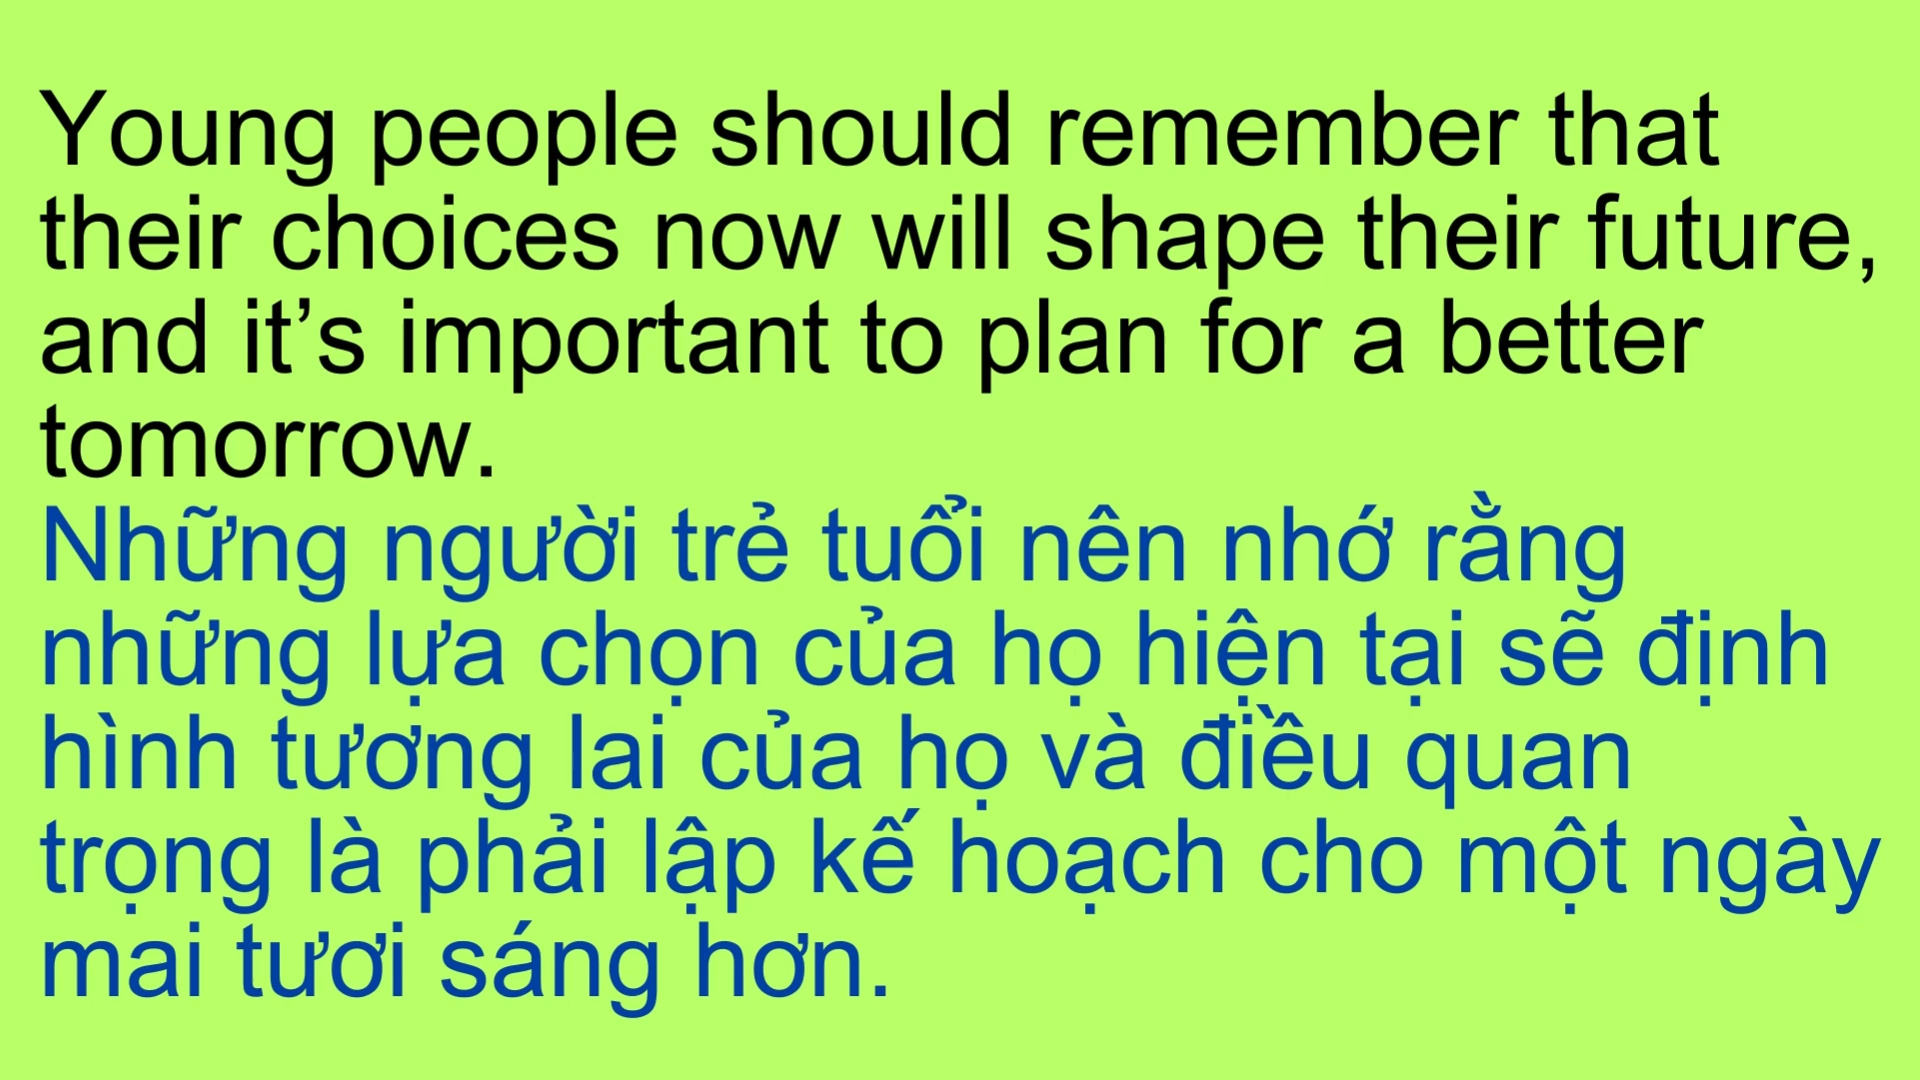 Young people should remember that
their choices now will shape their future,
and it’s important to plan for a better
tomorrow.
Những người trẻ tuổi nên nhớ rằng
những lựa chọn của họ hiện tại sẽ định
hình tương lai của họ và điều quan
trọng là phải lập kế hoạch cho một ngày
mai tươi sáng hơn.